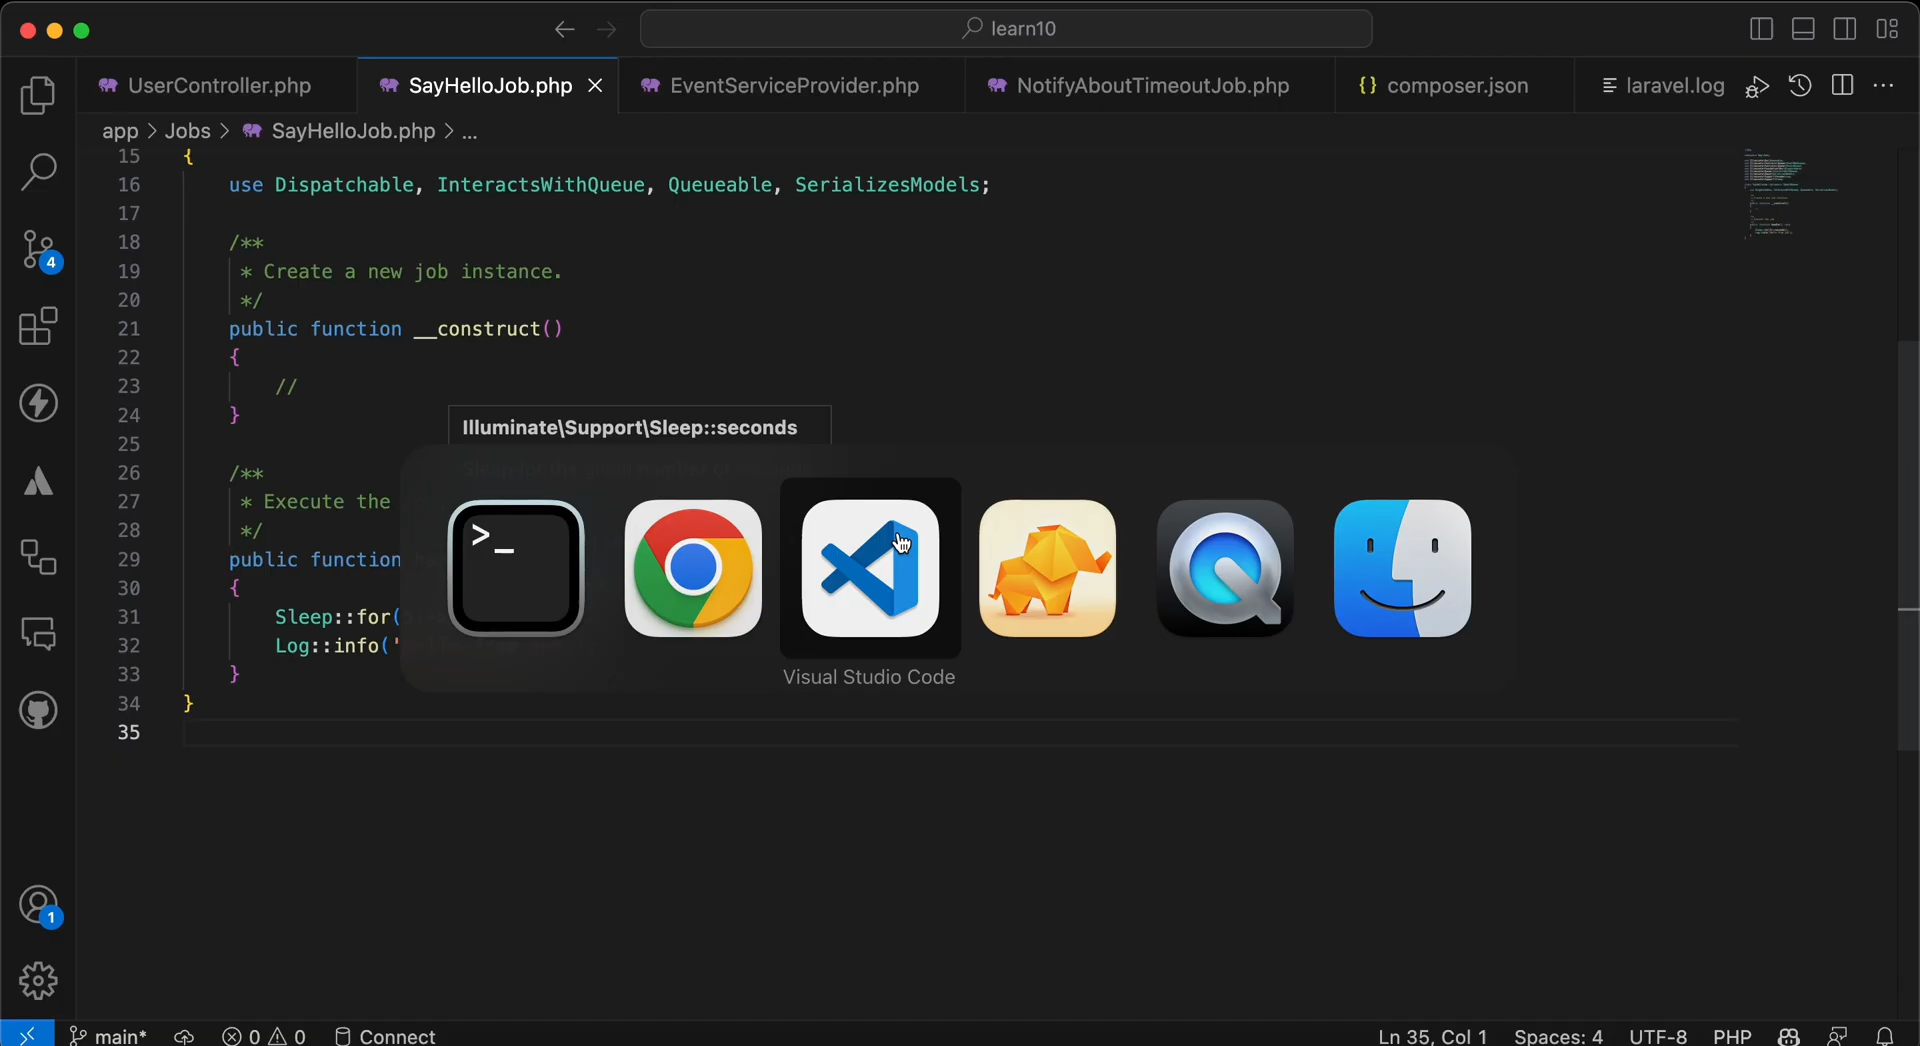 learn10
UserController.php
SayHelloJob.php
EventServiceProvider.php
NotifyAboutTimeoutJob.php
{} composer.json
laravel.log
app > Jobs > SayHelloJob.php > ...
15 {
16 use Dispatchable, InteractsWithQueue, Queueable, SerializesModels;
17
18 /**
19 * Create a new job instance.
20 */
21 public function __construct()
22 {
23 //
24 }
Illuminate\Support\Sleep::seconds
25
26 /**
27 * Execute the
28 */
29 public function
30 {
31 Sleep::for(
32 Log::info('
33 }
34 }
35
>_
Visual Studio Code
4
1
main*
0
0
Connect
Ln 35, Col 1
Spaces: 4
UTF-8
PHP